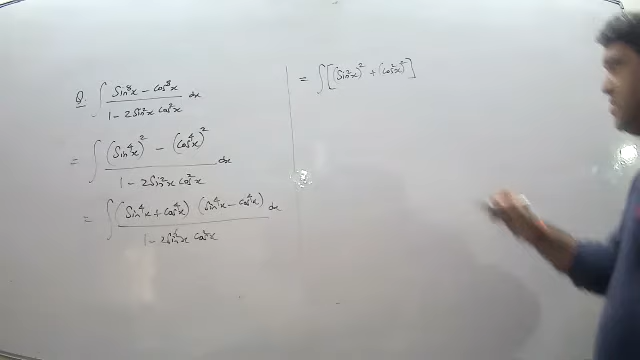 Q. ∫ (Sin⁸x − Cos⁸x) / (1 − 2Sin²x Cos²x) dx
= ∫ ((Sin⁴x)² − (Cos⁴x)²) / (1 − 2Sin²x Cos²x) dx
= ∫ ((Sin⁴x + Cos⁴x) (Sin⁴x − Cos⁴x)) / (1 − 2Sin²x Cos²x) dx
= ∫ [(Sin²x)² + (Cos²x)²]